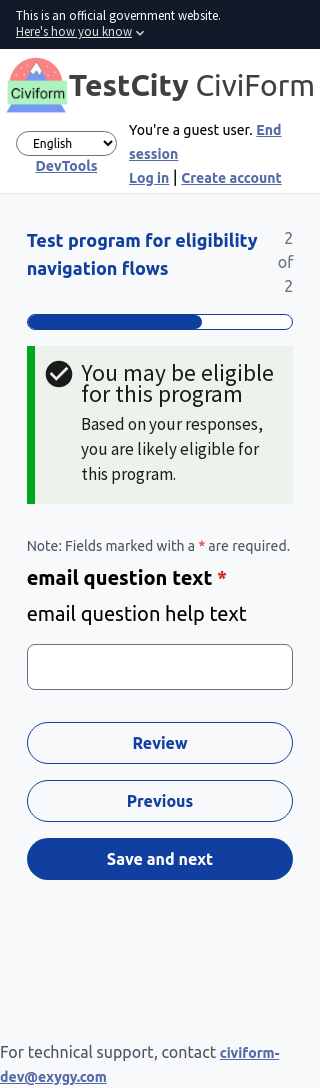 This is an official government website.
Here's how you know
Civiform
TestCity CiviForm
English
DevTools
You're a guest user. End
session
Log in | Create account
Test program for eligibility
navigation flows
2
of
2
You may be eligible
for this program
Based on your responses,
you are likely eligible for
this program.
Note: Fields marked with a * are required.
email question text *
email question help text
Review
Previous
Save and next
For technical support, contact civiform-
dev@exygy.com